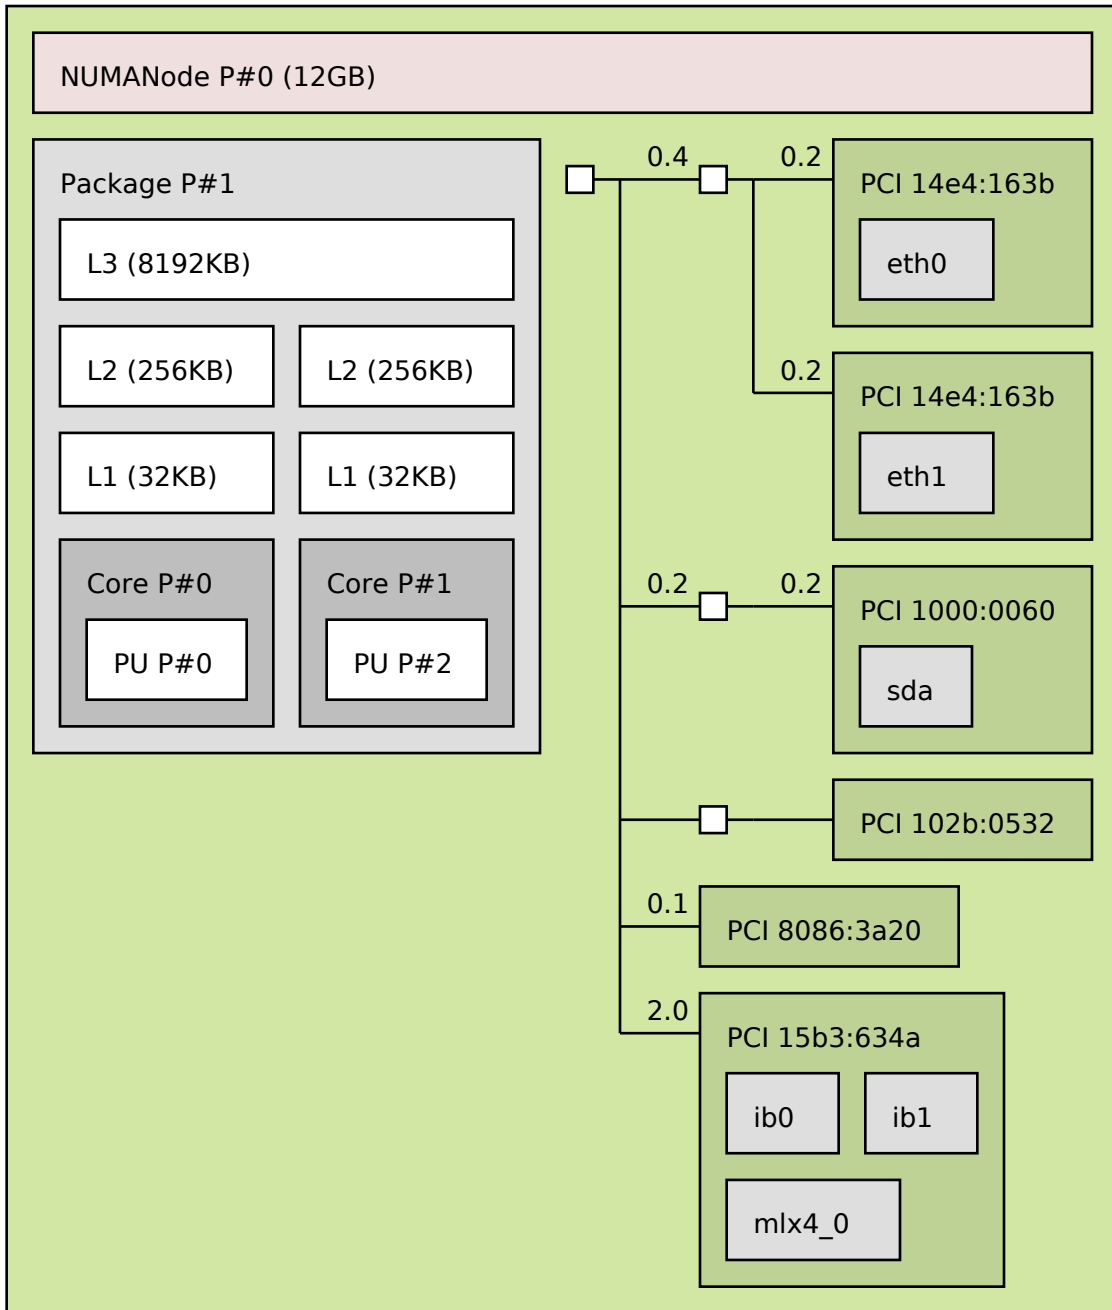 NUMANode P#0 (12GB)
Package P#1
L3 (8192KB)
L2 (256KB)
L2 (256KB)
L1 (32KB)
L1 (32KB)
Core P#0
PU P#0
Core P#1
PU P#2
0.4
0.2
PCI 14e4:163b
eth0
0.2
PCI 14e4:163b
eth1
0.2
0.2
PCI 1000:0060
sda
PCI 102b:0532
0.1
PCI 8086:3a20
2.0
PCI 15b3:634a
ib0
ib1
mlx4_0